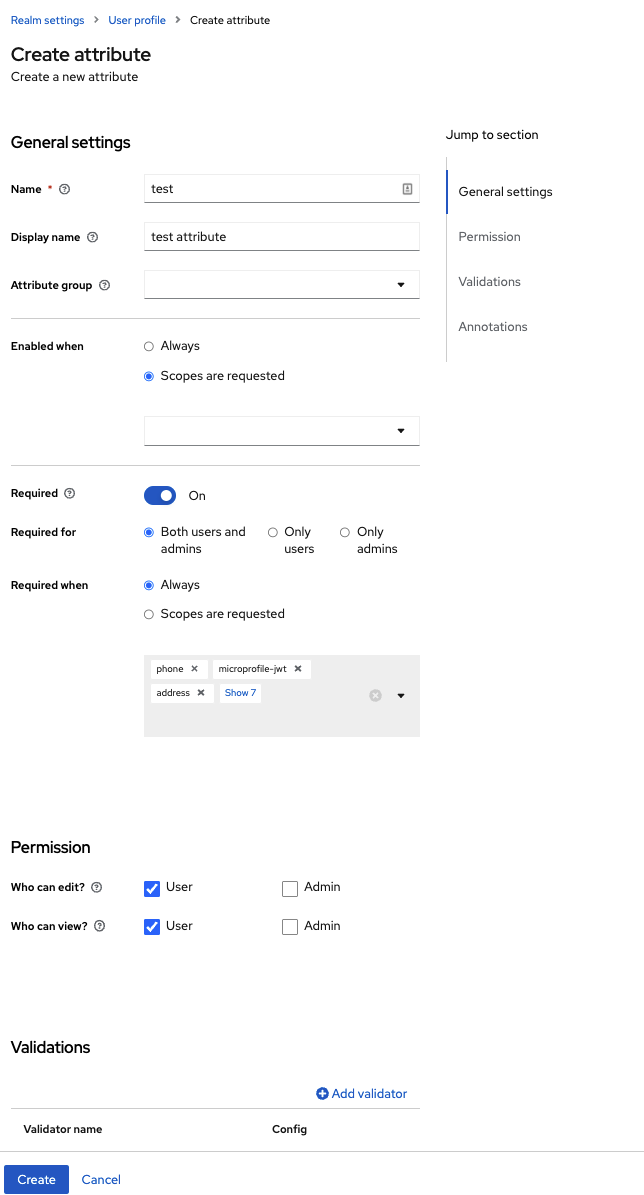 Realm settings > User profile > Create attribute
Create attribute
Create a new attribute
General settings
Jump to section
Name * ?
test
General settings
Display name ?
test attribute
Permission
Attribute group ?
Validations
Annotations
Enabled when
Always
Scopes are requested
Required ?
On
Required for
Both users and admins
Only users
Only admins
Required when
Always
Scopes are requested
phone × microprofile-jwt ×
address × Show 7
Permission
Who can edit? ? User Admin
Who can view? ? User Admin
Validations
Add validator
Validator name Config
Create Cancel